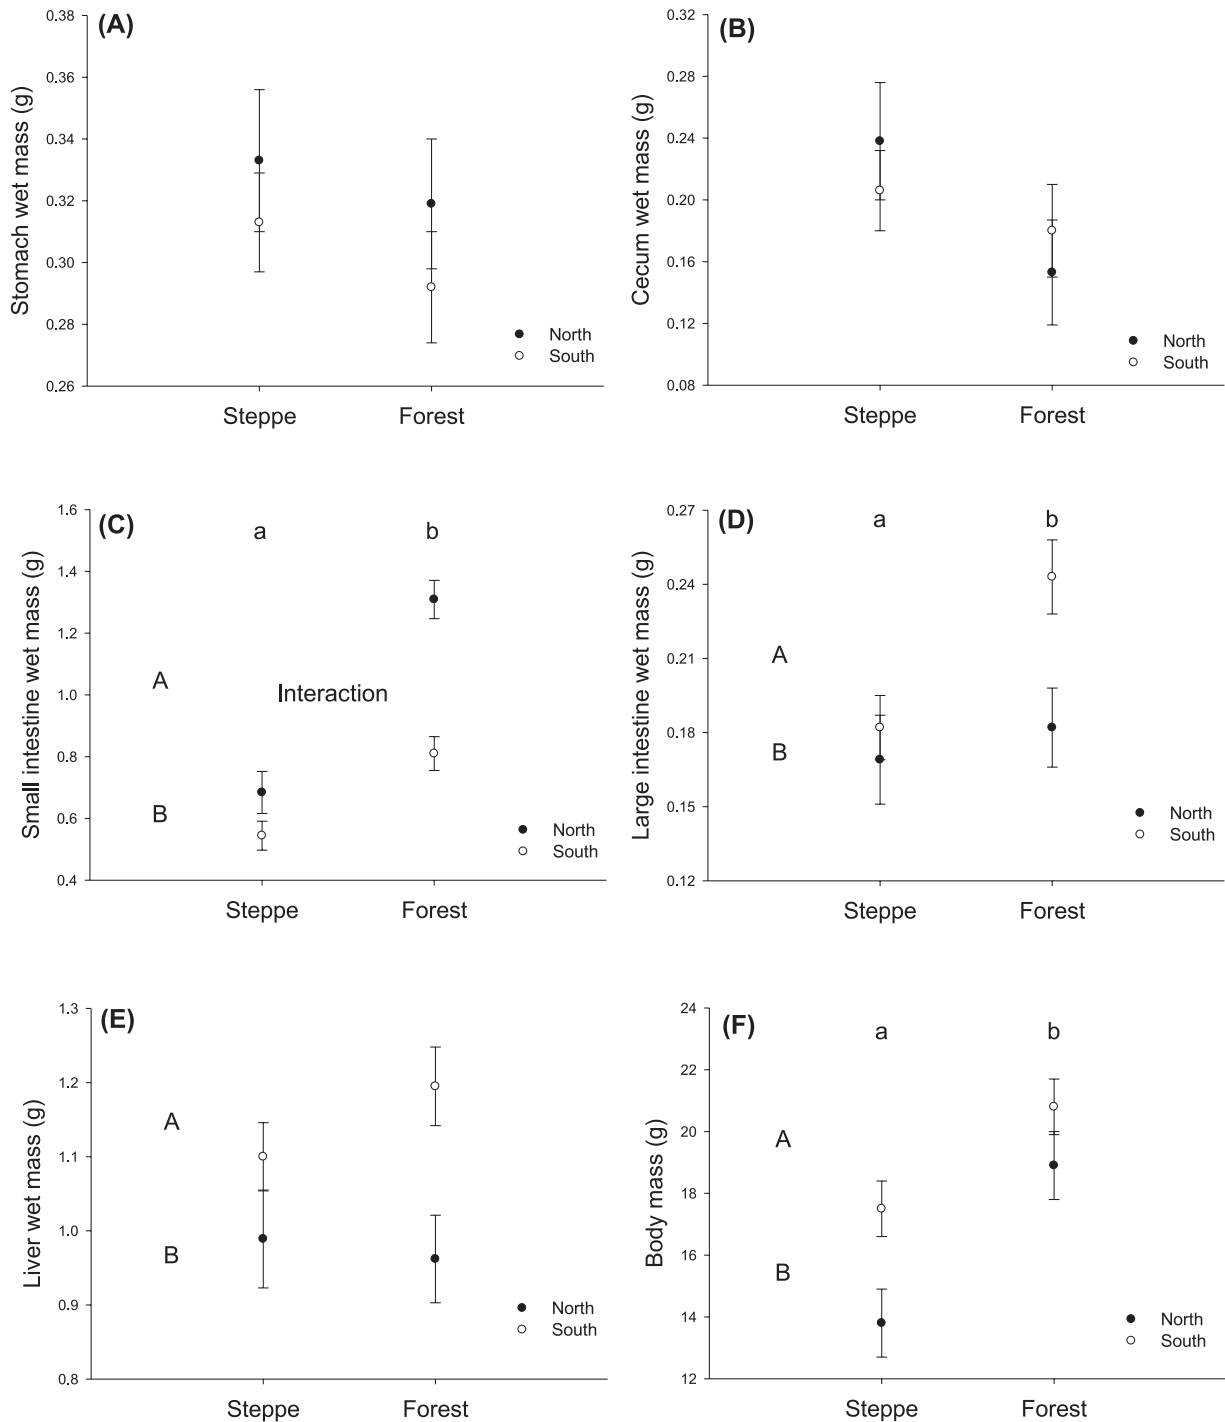 (A)
Stomach wet mass (g)
0.38
0.36
0.34
0.32
0.30
0.28
0.26
North
South
Steppe Forest
(B)
Cecum wet mass (g)
0.32
0.28
0.24
0.20
0.16
0.12
0.08
North
South
Steppe Forest
(C)
Small intestine wet mass (g)
1.6
1.4
1.2
1.0
0.8
0.6
0.4
a b
A
Interaction
B
North
South
Steppe Forest
(D)
Large intestine wet mass (g)
0.27
0.24
0.21
0.18
0.15
0.12
a b
A
B
North
South
Steppe Forest
(E)
Liver wet mass (g)
1.3
1.2
1.1
1.0
0.9
0.8
A
B
North
South
Steppe Forest
(F)
Body mass (g)
24
22
20
18
16
14
12
a b
A
B
North
South
Steppe Forest